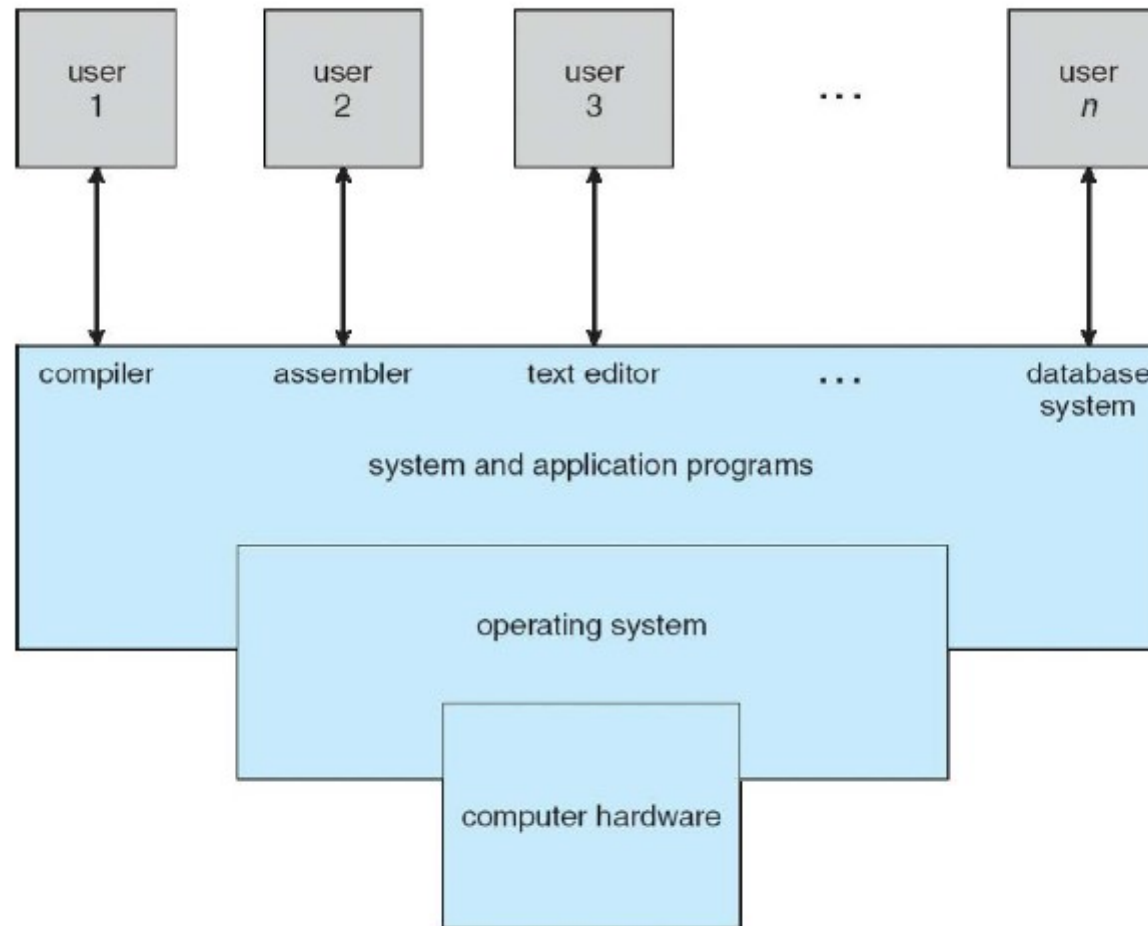 user
1
user
2
user
3
...
user
n
compiler
assembler
text editor
...
database
system
system and application programs
operating system
computer hardware